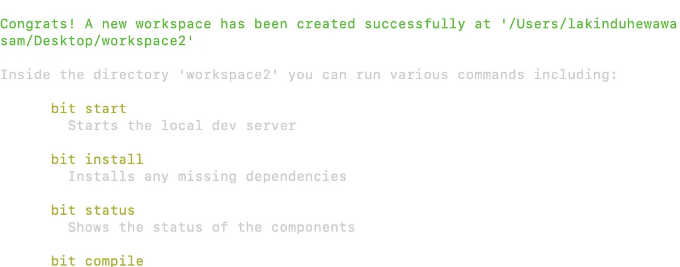 Congrats! A new workspace has been created successfully at '/Users/lakinduhewawa
sam/Desktop/workspace2'
Inside the directory 'workspace2' you can run various commands including:
bit start
Starts the local dev server
bit install
Installs any missing dependencies
bit status
Shows the status of the components
bit compile